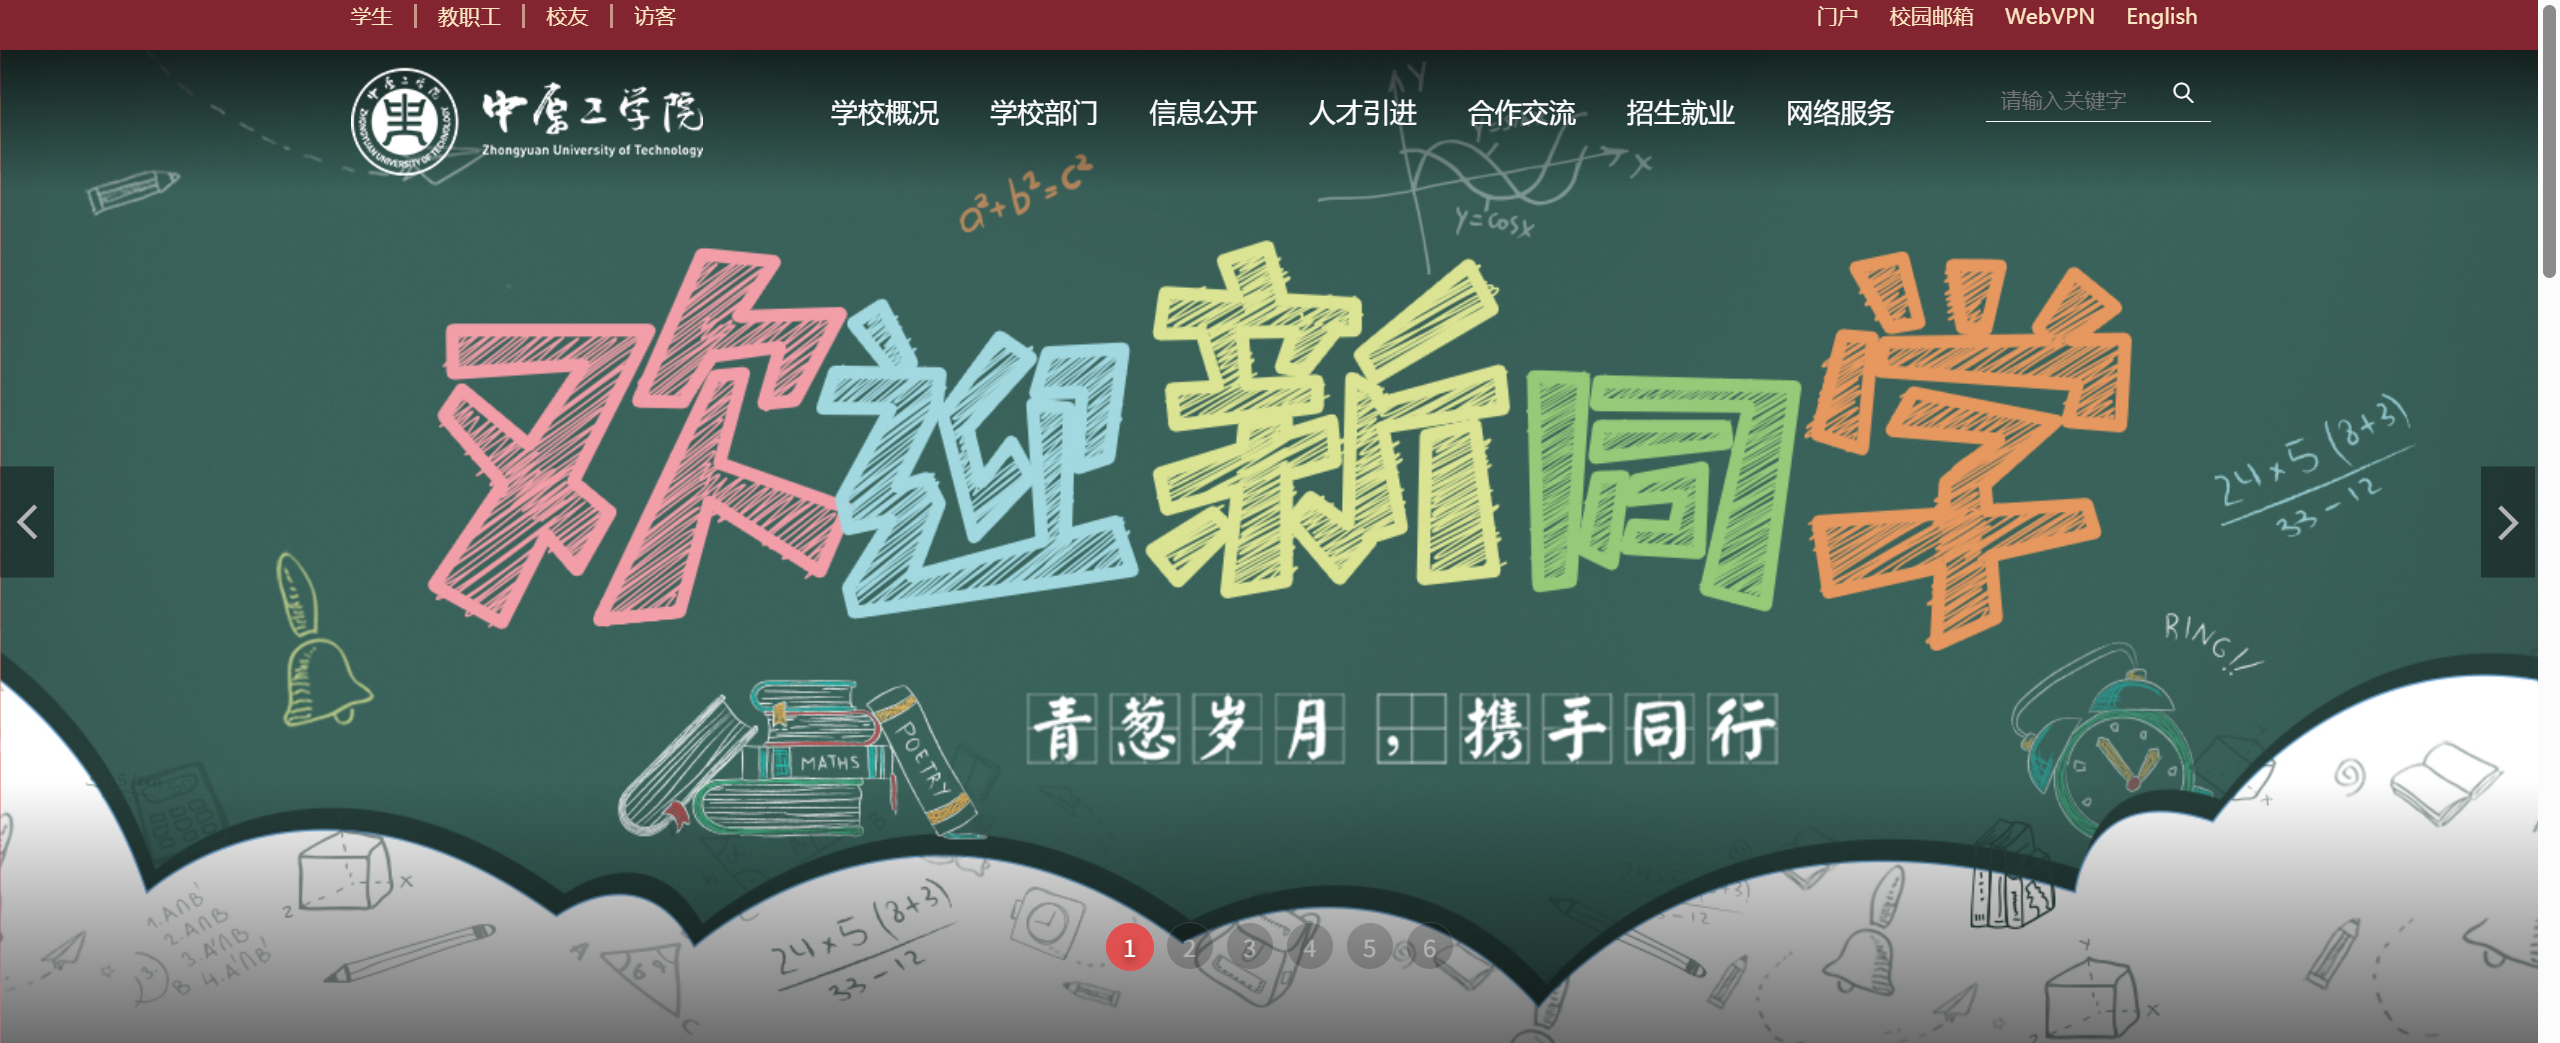 学生 教职工 校友 访客 门户 校园邮箱 WebVPN English
中原工学院
Zhongyuan University of Technology
ZHONGYUAN UNIVERSITY OF TECHNOLOGY
学校概况 学校部门 信息公开 人才引进 合作交流 招生就业 网络服务 请输入关键字
Y
X
y=cosx
a²+b²=c²
欢迎新同学
24×5(8+3)
33-12
RING!!
青葱岁月，携手同行
MATHS
POETRY
1.A∩B'
2.A∩B
3.A'∩B
4.A'∩B'
24×5(8+3)
33-12
1 2 3 4 5 6